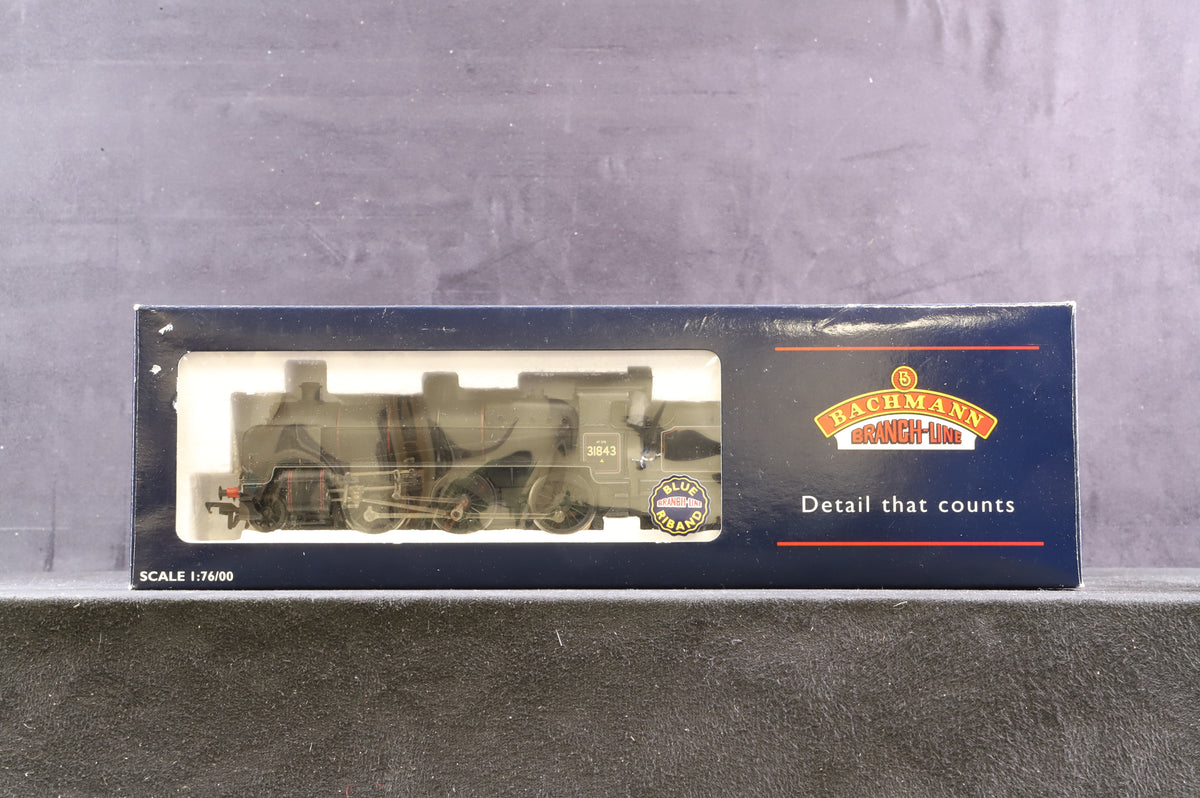 31843
BLUE
BRANCH-LINE
RIBAND
SCALE 1:76/00
B
BACHMANN
BRANCH-LINE
Detail that counts